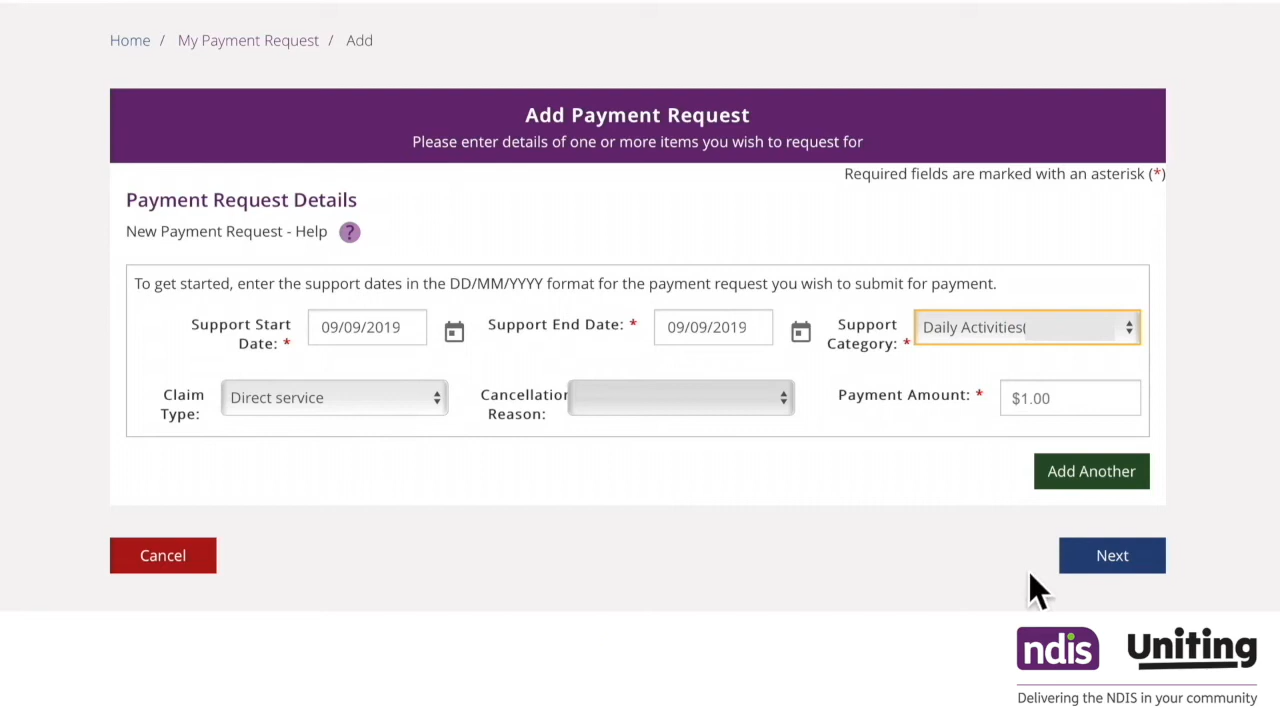 Home / My Payment Request / Add
Add Payment Request
Please enter details of one or more items you wish to request for
Required fields are marked with an asterisk (*)
Payment Request Details
New Payment Request - Help ?
To get started, enter the support dates in the DD/MM/YYYY format for the payment request you wish to submit for payment.
Support Start Date: * 09/09/2019
Support End Date: * 09/09/2019
Support Category: * Daily Activities(
Claim Type: Direct service
Cancellation Reason:
Payment Amount: * $1.00
Add Another
Cancel
Next
ndis Uniting
Delivering the NDIS in your community